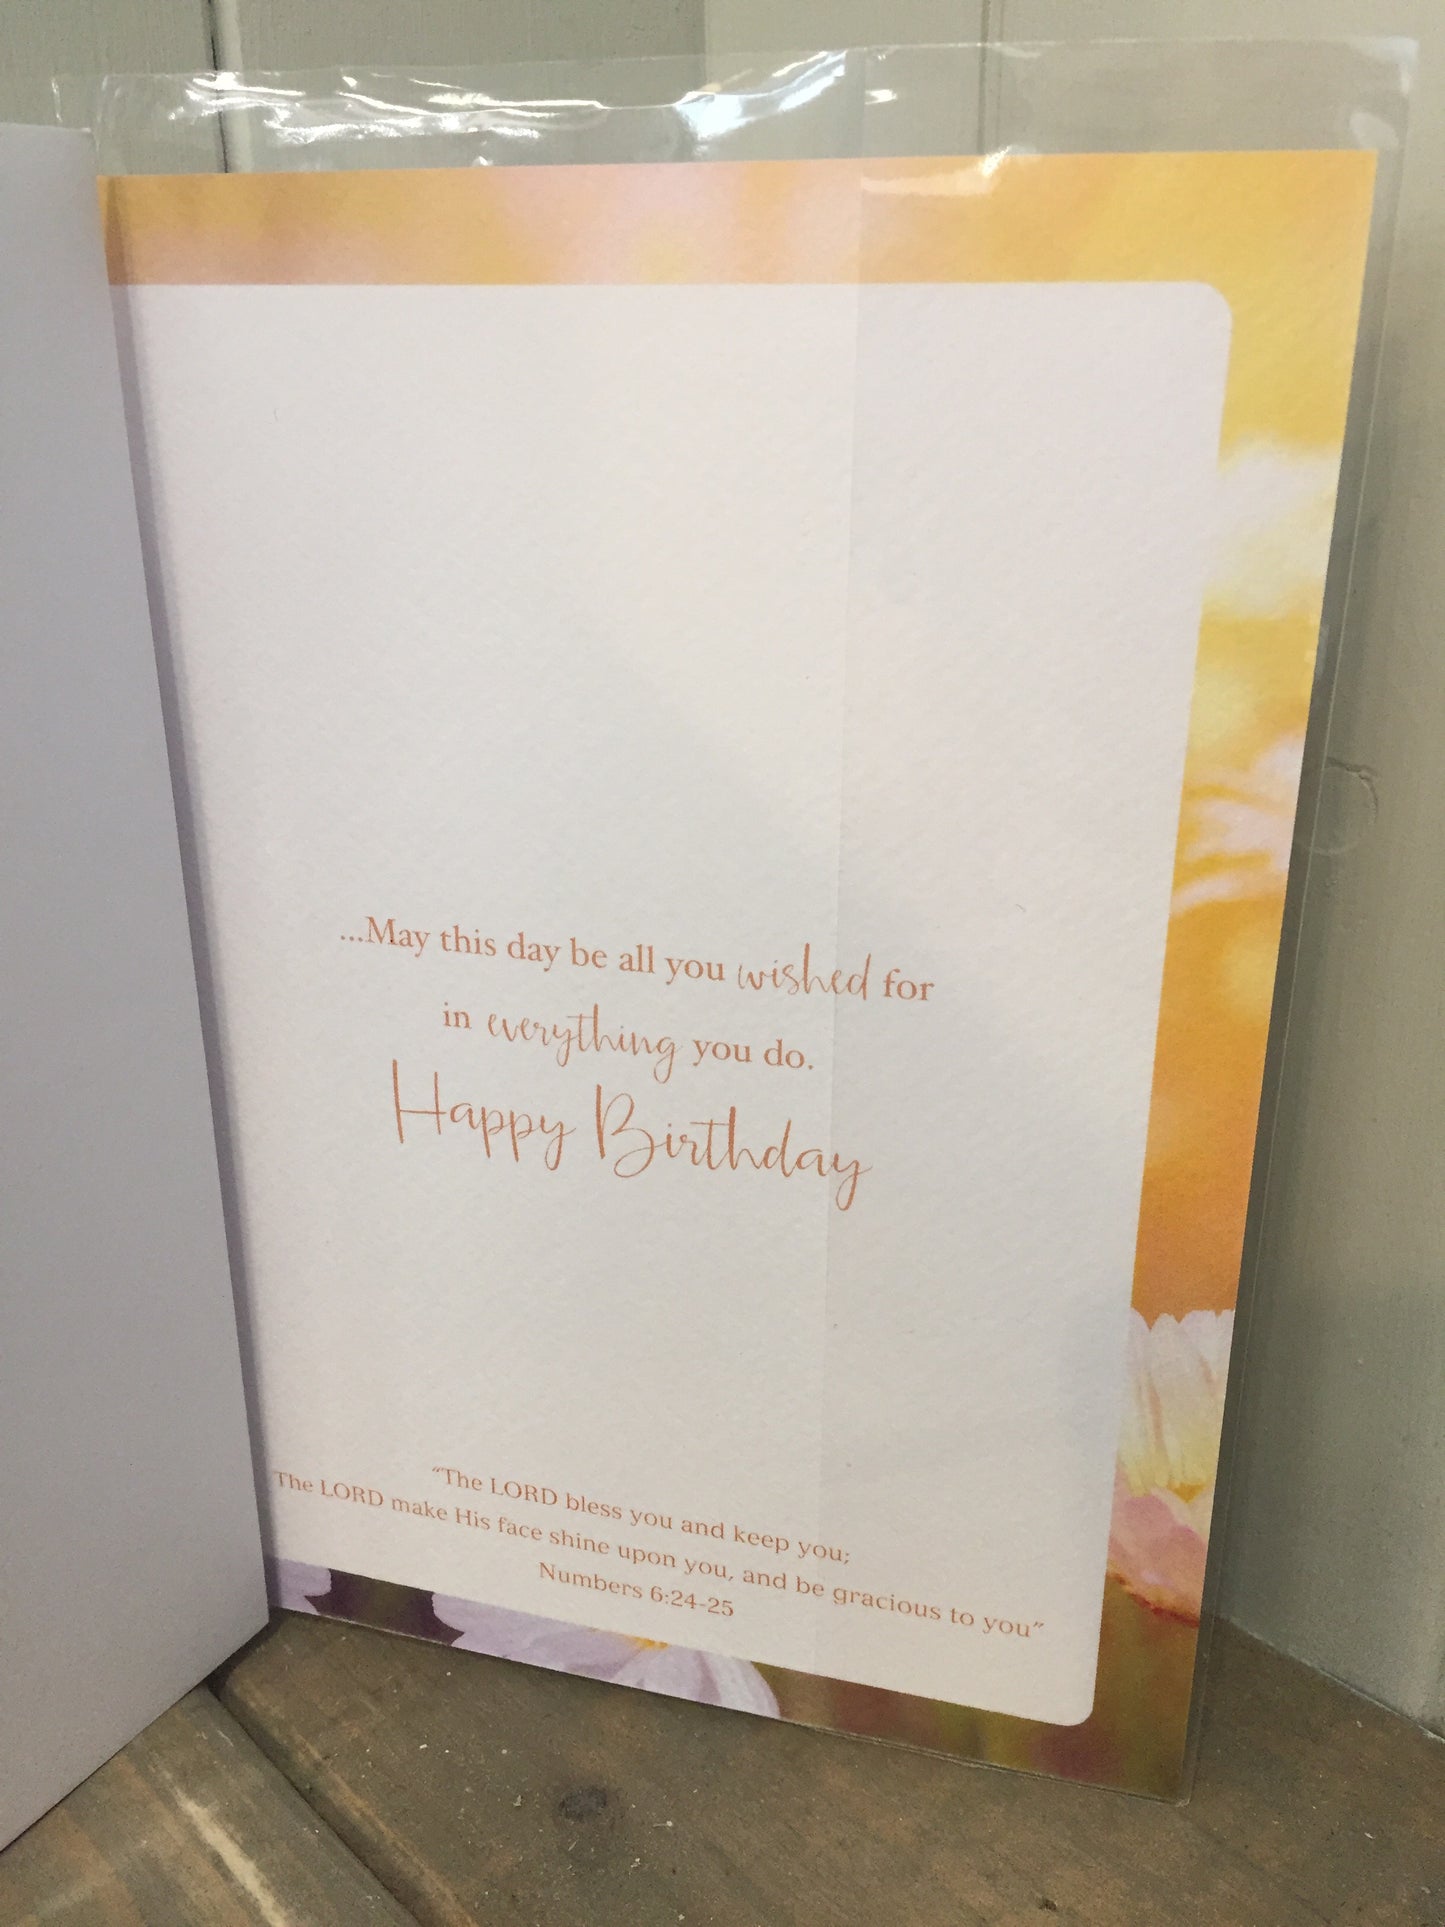 ...May this day be all you wished for
in everything you do.
Happy Birthday
“The LORD bless you and keep you;
The LORD make His face shine upon you, and be gracious to you”
Numbers 6:24-25